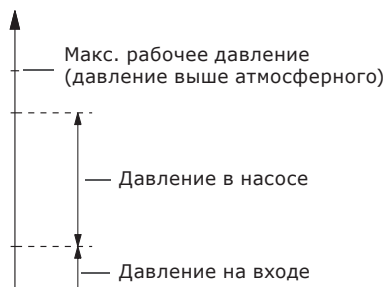 Макс. рабочее давление
(давление выше атмосферного)
Давление в насосе
Давление на входе